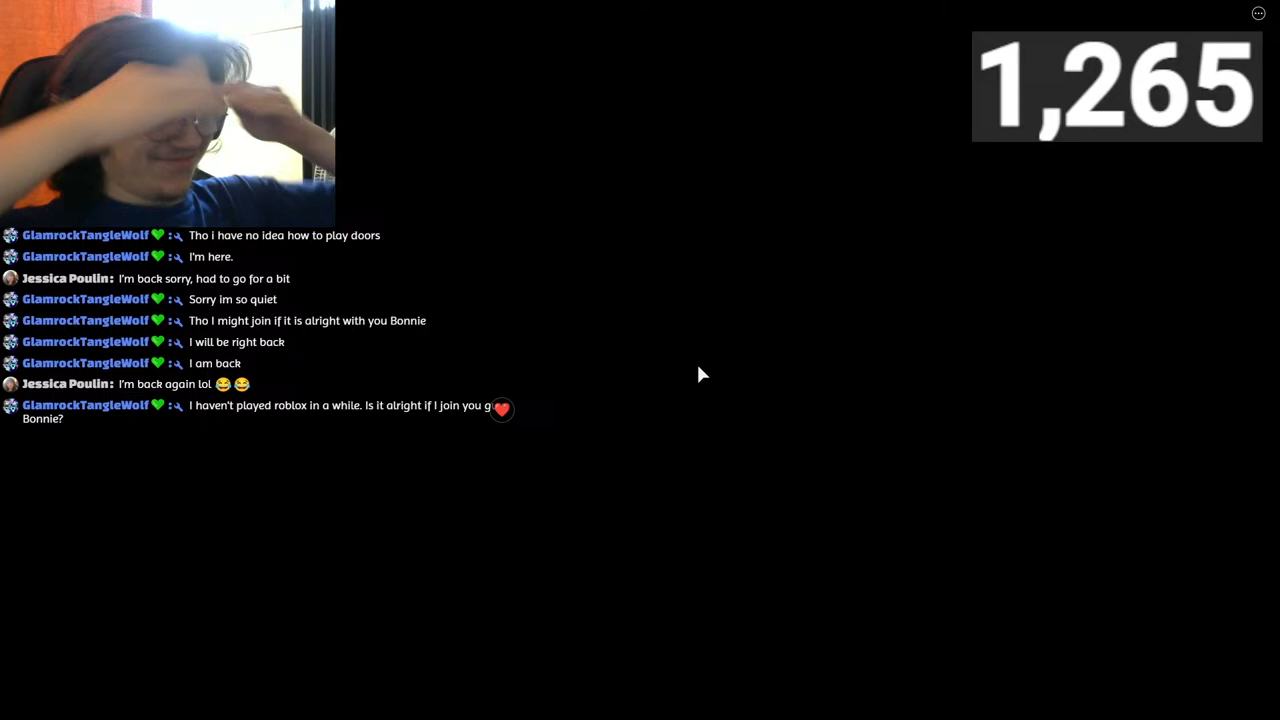 1,265
GlamrockTangleWolf 💚 : Tho i have no idea how to play doors
GlamrockTangleWolf 💚 : I'm here.
Jessica Poulin : I'm back sorry, had to go for a bit
GlamrockTangleWolf 💚 : Sorry im so quiet
GlamrockTangleWolf 💚 : Tho I might join if it is alright with you Bonnie
GlamrockTangleWolf 💚 : I will be right back
GlamrockTangleWolf 💚 : I am back
Jessica Poulin : I'm back again lol 😂 😂
GlamrockTangleWolf 💚 : I haven't played roblox in a while. Is it alright if I join you
Bonnie?